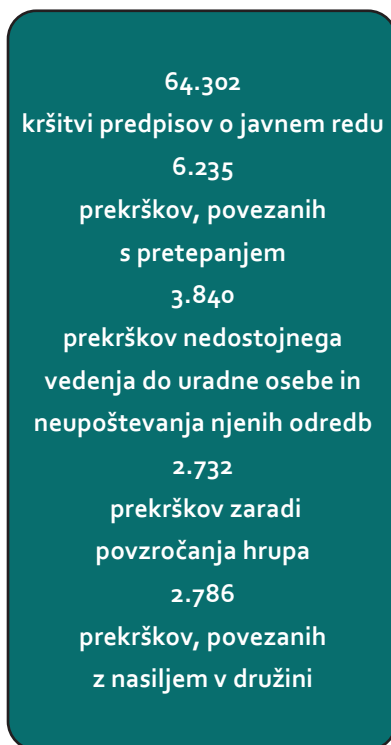 64.302
kršitvi predpisov o javnem redu
6.235
prekrškov, povezanih
s pretepanjem
3.840
prekrškov nedostojnega
vedenja do uradne osebe in
neupoštevanja njenih odredb
2.732
prekrškov zaradi
povzročanja hrupa
2.786
prekrškov, povezanih
z nasiljem v družini